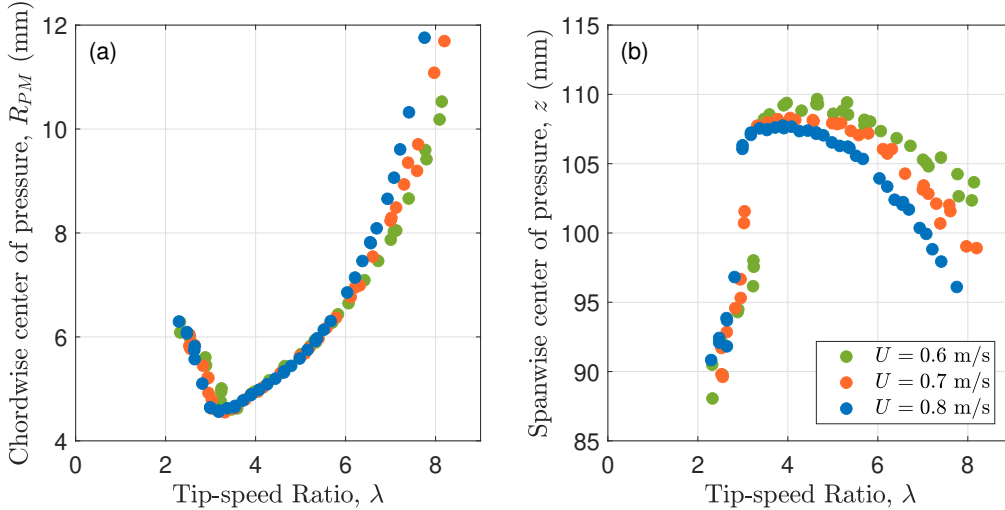 (a)
Chordwise center of pressure, R_{PM} (mm)
12
10
8
6
4
0
2
4
6
8
Tip-speed Ratio, λ
(b)
Spanwise center of pressure, z (mm)
115
110
105
100
95
90
85
0
2
4
6
8
Tip-speed Ratio, λ
U = 0.6 m/s
U = 0.7 m/s
U = 0.8 m/s